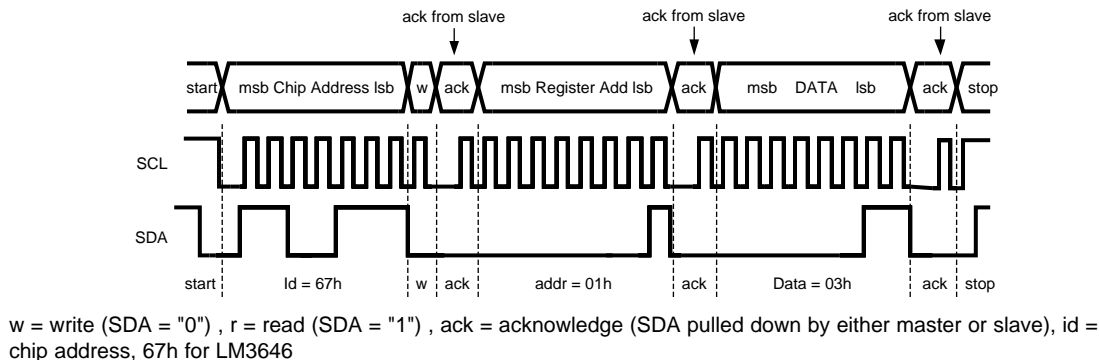 ack from slave ack from slave ack from slave
start msb Chip Address lsb w ack msb Register Add lsb ack msb DATA lsb ack stop
SCL
SDA
start Id = 67h w ack addr = 01h ack Data = 03h ack stop
w = write (SDA = "0") , r = read (SDA = "1") , ack = acknowledge (SDA pulled down by either master or slave), id =
chip address, 67h for LM3646